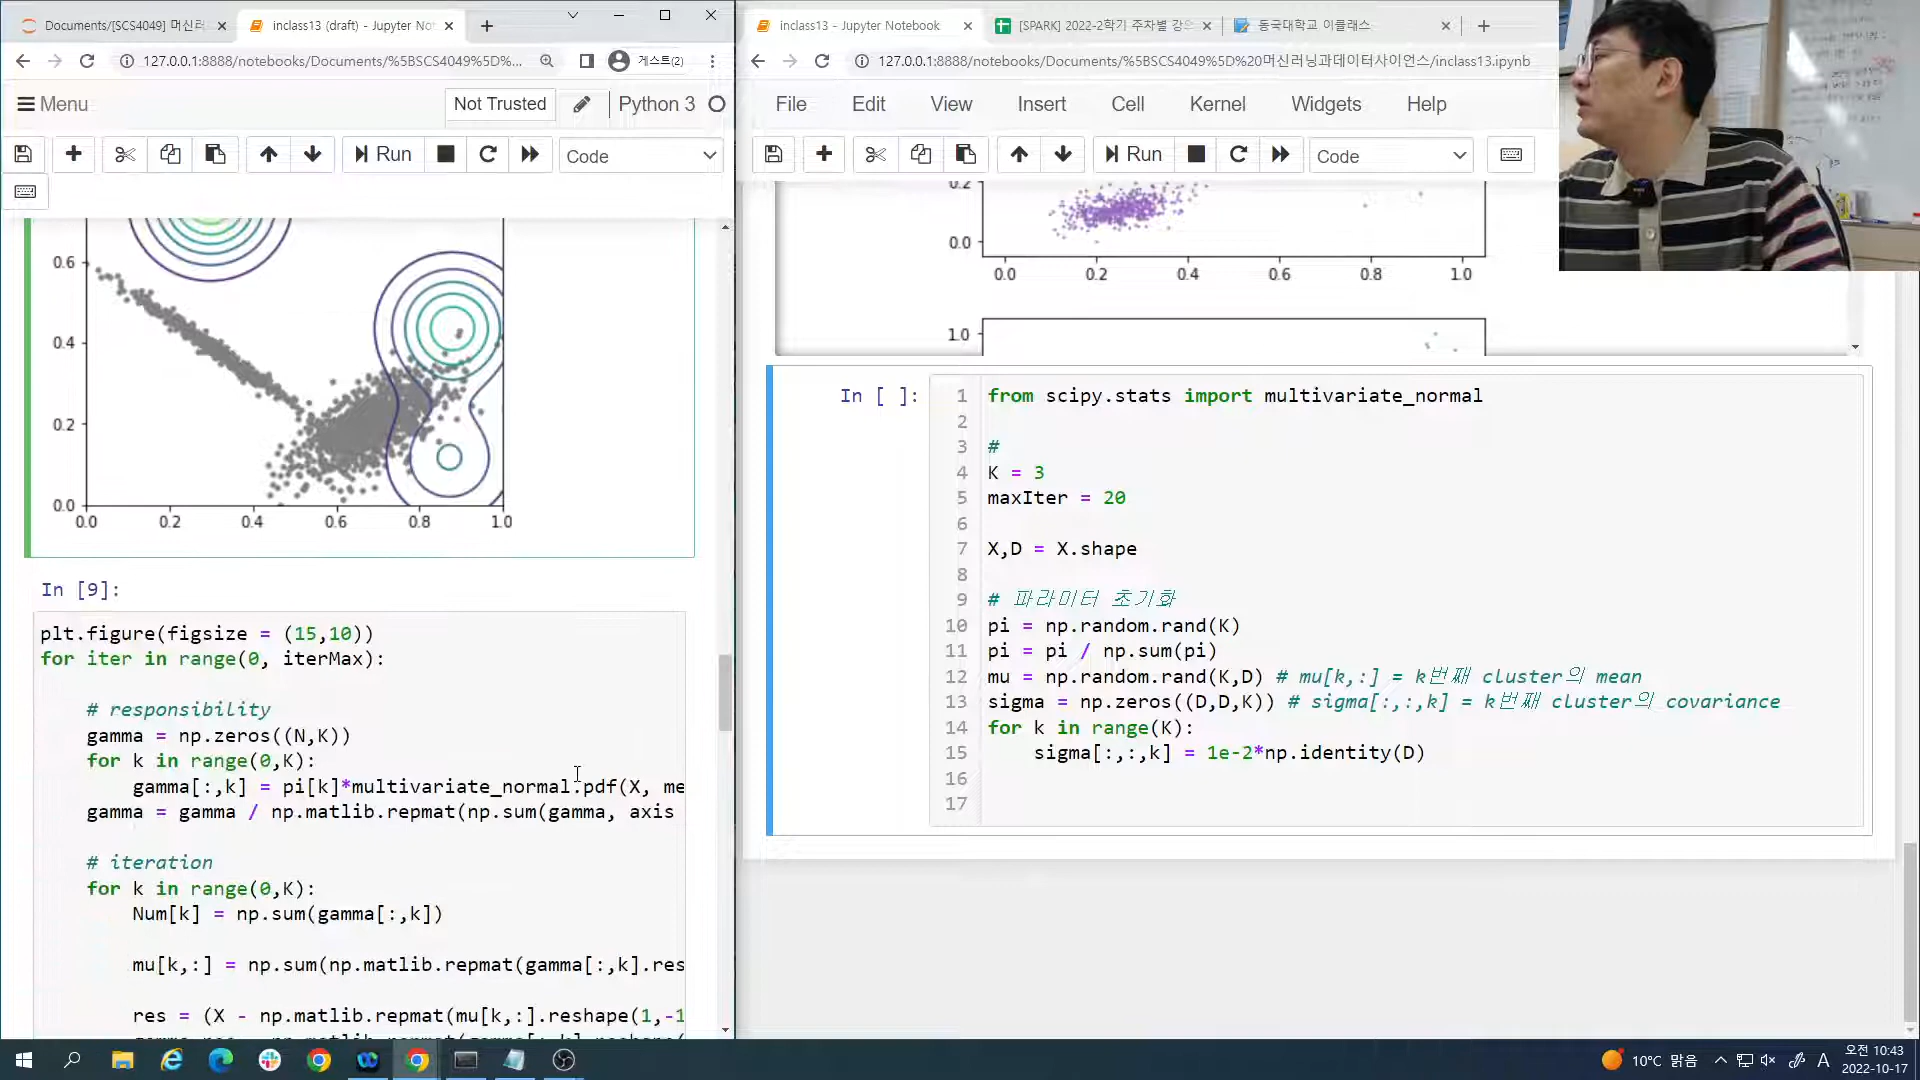 Documents/[SCS4049] 머신러
inclass13 (draft) - Jupyter No
127.0.0.1:8888/notebooks/Documents/%5BSCS4049%5D%...
게스트(2)
Menu
Not Trusted
Python 3
Run
Code
0.6
0.4
0.2
0.0
0.0 0.2 0.4 0.6 0.8 1.0
In [9]:
plt.figure(figsize = (15,10))
for iter in range(0, iterMax):
# responsibility
gamma = np.zeros((N,K))
for k in range(0,K):
gamma[:,k] = pi[k]*multivariate_normal.pdf(X, me
gamma = gamma / np.matlib.repmat(np.sum(gamma, axis
# iteration
for k in range(0,K):
Num[k] = np.sum(gamma[:,k])
mu[k,:] = np.sum(np.matlib.repmat(gamma[:,k].res
res = (X - np.matlib.repmat(mu[k,:].reshape(1,-1
inclass13 - Jupyter Notebook
[SPARK] 2022-2학기 주차별 강
동국대학교 이클래스
127.0.0.1:8888/notebooks/Documents/%5BSCS4049%5D%20머신러닝과데이터사이언스/inclass13.ipynb
File Edit View Insert Cell Kernel Widgets Help
Run
Code
0.2
0.0
0.0 0.2 0.4 0.6 0.8 1.0
1.0
In [ ]:
1 from scipy.stats import multivariate_normal
2
3 #
4 K = 3
5 maxIter = 20
6
7 X,D = X.shape
8
9 # 파라미터 초기화
10 pi = np.random.rand(K)
11 pi = pi / np.sum(pi)
12 mu = np.random.rand(K,D) # mu[k,:] = k번째 cluster의 mean
13 sigma = np.zeros((D,D,K)) # sigma[:,:,k] = k번째 cluster의 covariance
14 for k in range(K):
15 sigma[:,:,k] = 1e-2*np.identity(D)
16
17
10°C 맑음
A
오전 10:43
2022-10-17